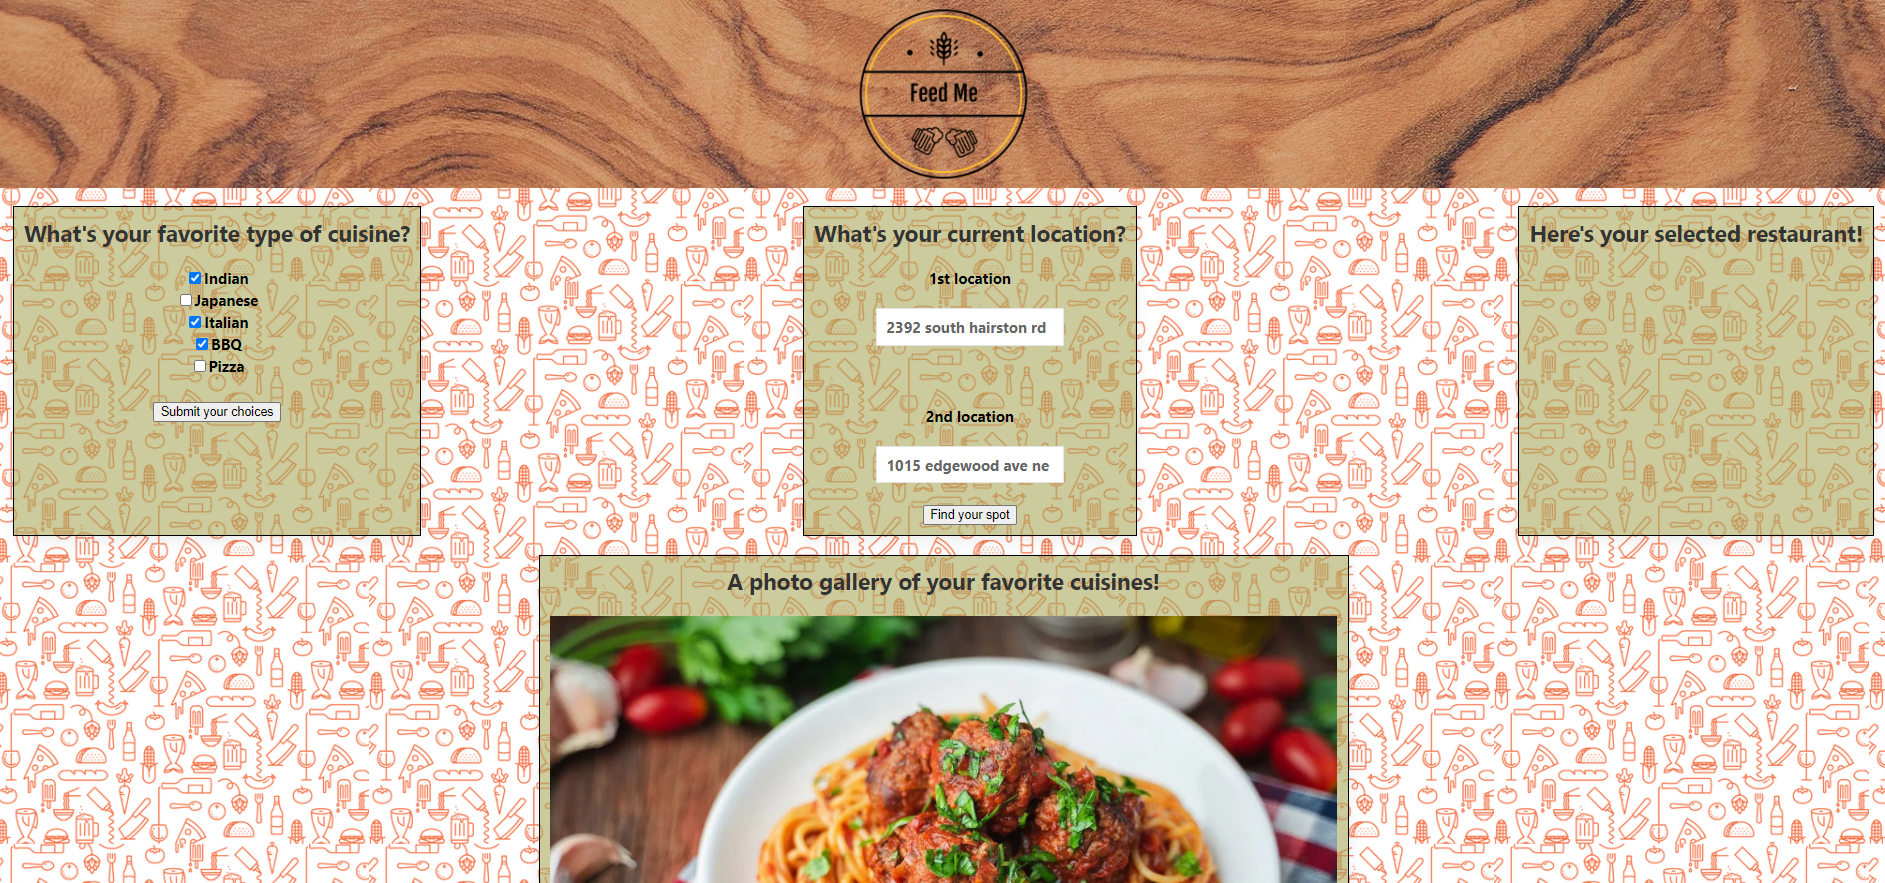 Feed Me
What's your favorite type of cuisine?
Indian
Japanese
Italian
BBQ
Pizza
Submit your choices
What's your current location?
1st location
2392 south hairston rd
2nd location
1015 edgewood ave ne
Find your spot
Here's your selected restaurant!
A photo gallery of your favorite cuisines!